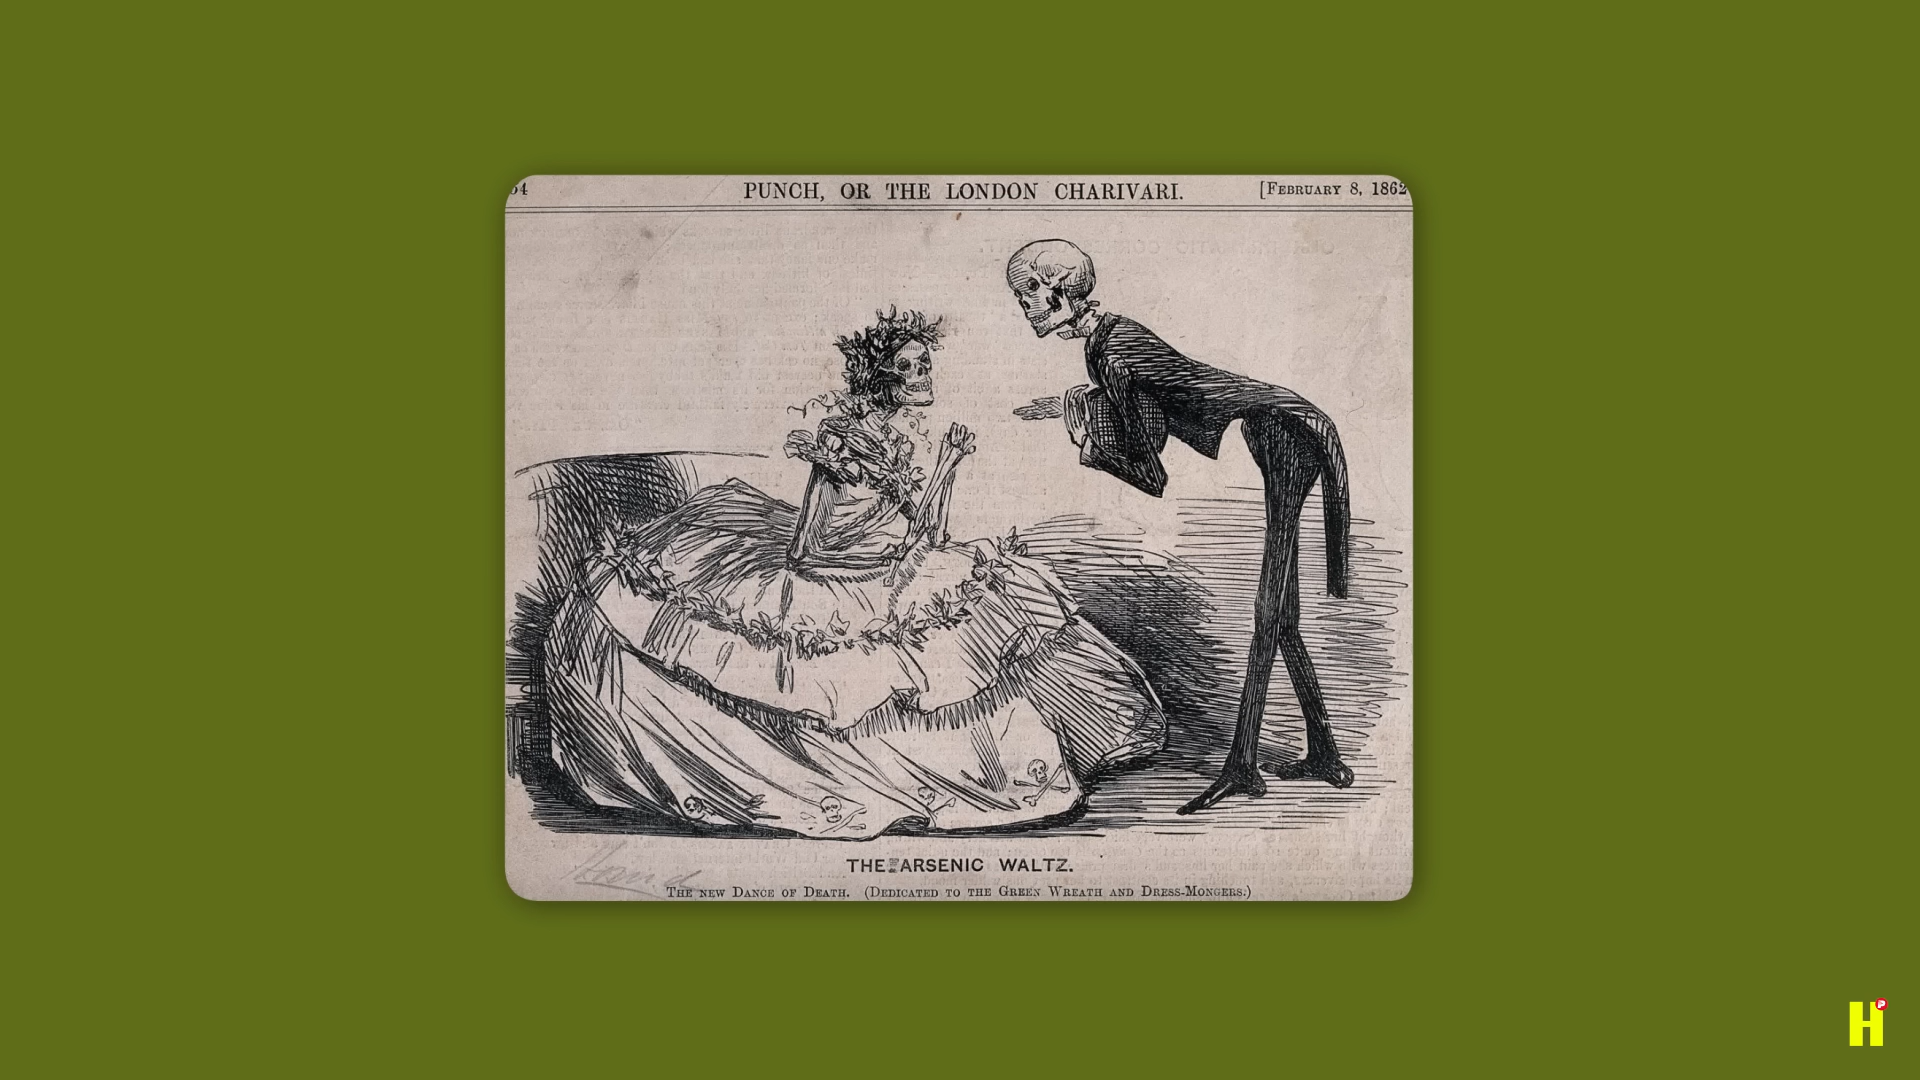 54
PUNCH, OR THE LONDON CHARIVARI.
[FEBRUARY 8, 1862
THE ARSENIC WALTZ.
THE NEW DANCE OF DEATH. (DEDICATED TO THE GREEN WREATH AND DRESS-MONGERS.)
H
P